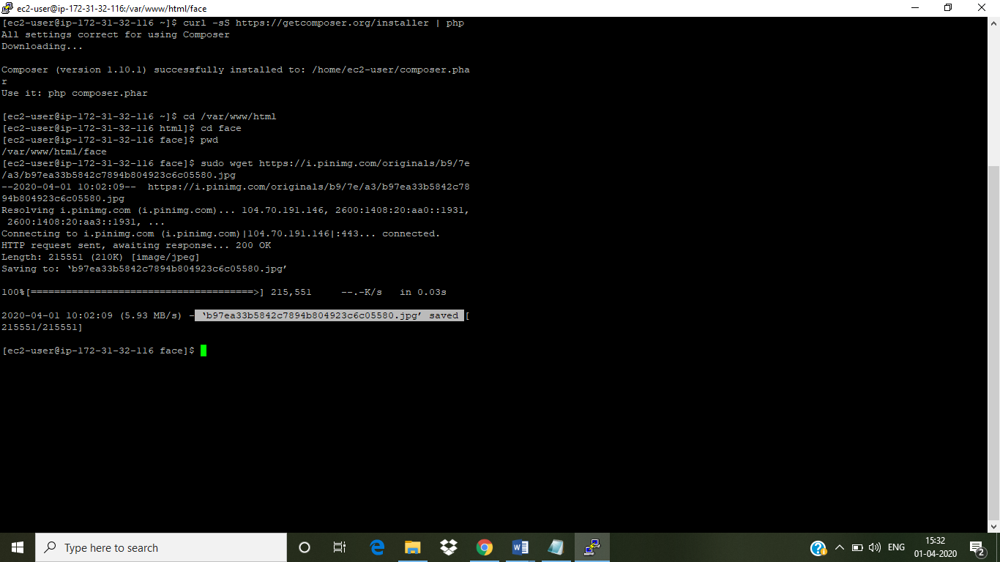 ec2-user@ip-172-31-32-116:/var/www/html/face
[ec2-user@ip-172-31-32-116 ~]$ curl -sS https://getcomposer.org/installer | php
All settings correct for using Composer
Downloading...
Composer (version 1.10.1) successfully installed to: /home/ec2-user/composer.pha
r
Use it: php composer.phar
[ec2-user@ip-172-31-32-116 ~]$ cd /var/www/html
[ec2-user@ip-172-31-32-116 html]$ cd face
[ec2-user@ip-172-31-32-116 face]$ pwd
/var/www/html/face
[ec2-user@ip-172-31-32-116 face]$ sudo wget https://i.pinimg.com/originals/b9/7e
/a3/b97ea33b5842c7894b804923c6c05580.jpg
--2020-04-01 10:02:09--  https://i.pinimg.com/originals/b9/7e/a3/b97ea33b5842c78
94b804923c6c05580.jpg
Resolving i.pinimg.com (i.pinimg.com)... 104.70.191.146, 2600:1408:20:aa0::1931,
 2600:1408:20:aa3::1931, ...
Connecting to i.pinimg.com (i.pinimg.com)|104.70.191.146|:443... connected.
HTTP request sent, awaiting response... 200 OK
Length: 215551 (210K) [image/jpeg]
Saving to: ‘b97ea33b5842c7894b804923c6c05580.jpg’
100%[======================================>] 215,551     --.-K/s   in 0.03s
2020-04-01 10:02:09 (5.93 MB/s) - ‘b97ea33b5842c7894b804923c6c05580.jpg’ saved [
215551/215551]
[ec2-user@ip-172-31-32-116 face]$
Type here to search
ENG
15:32
01-04-2020
2